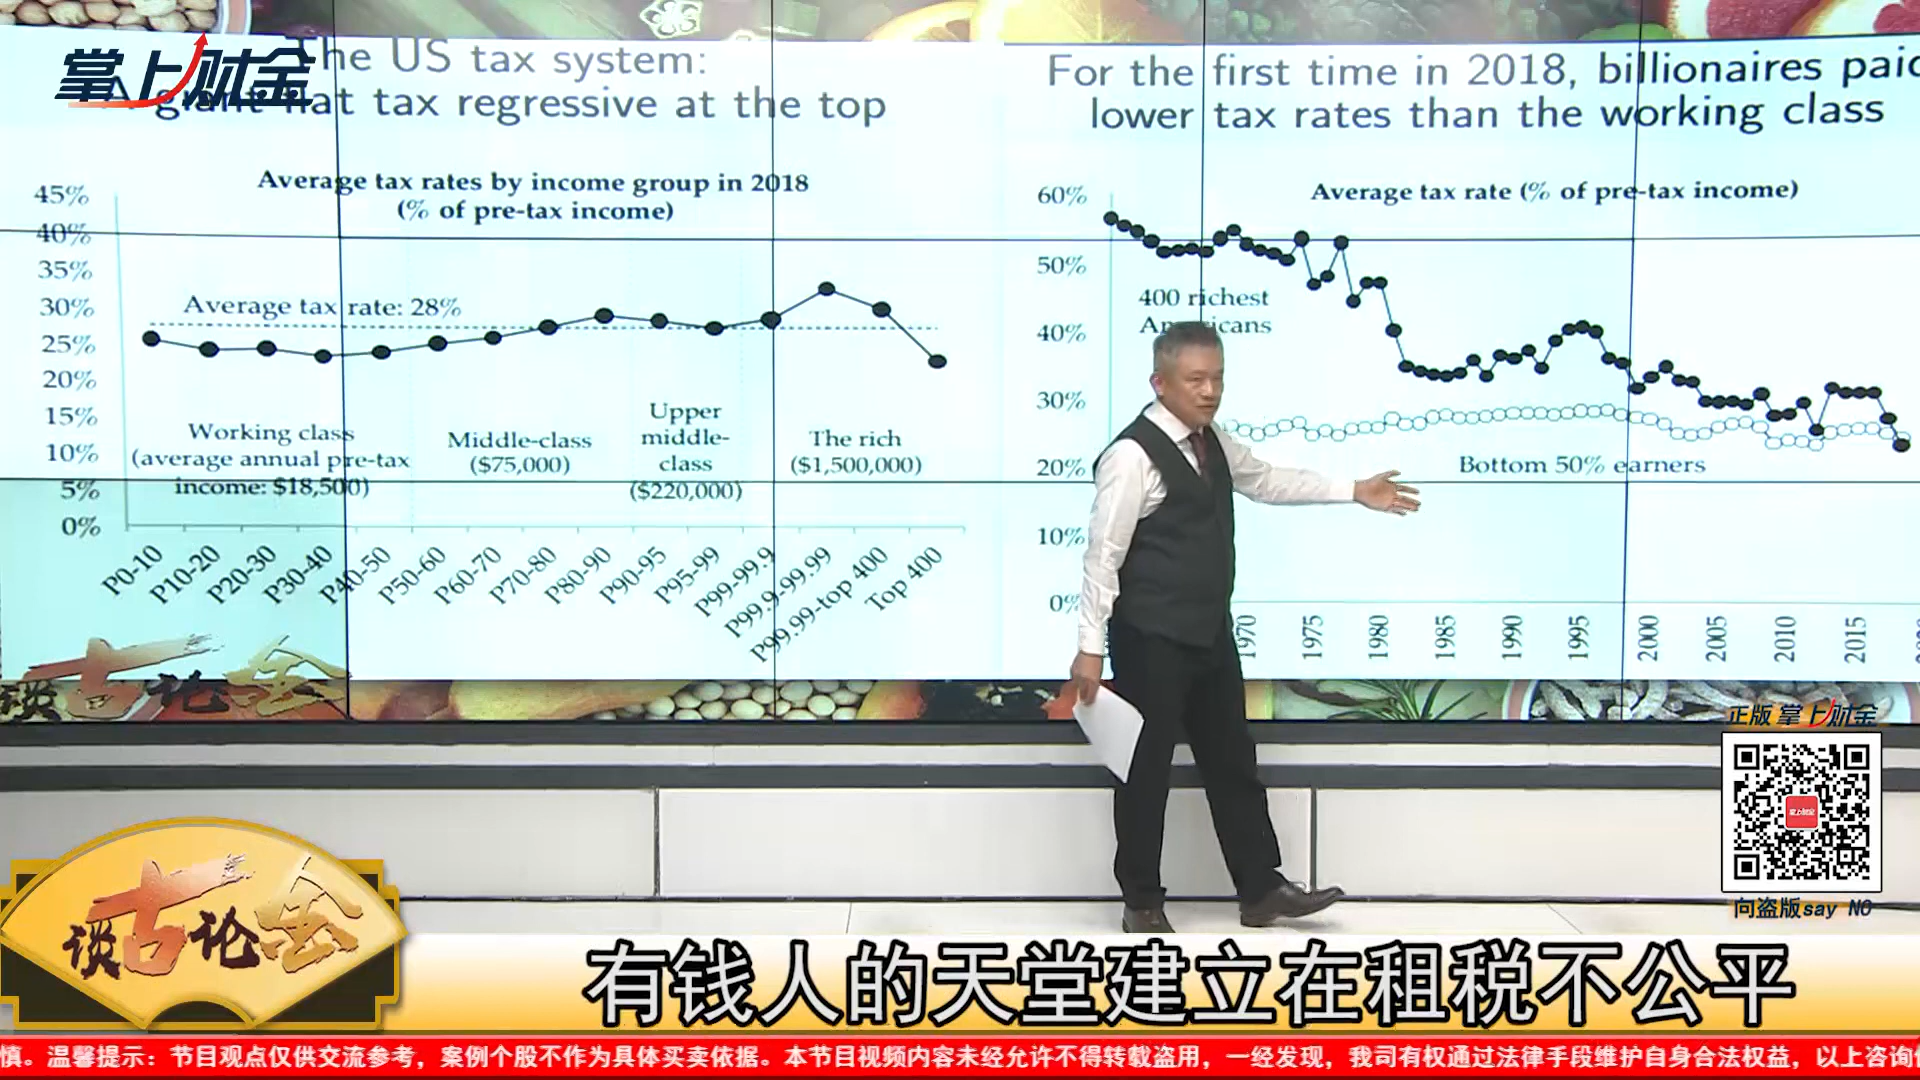 掌上财金
The US tax system:
A giant flat tax regressive at the top
Average tax rates by income group in 2018
(% of pre-tax income)
45%
40%
35%
30%
25%
20%
15%
10%
5%
0%
Average tax rate: 28%
Working class
(average annual pre-tax
income: $18,500)
Middle-class
($75,000)
Upper
middle-
class
($220,000)
The rich
($1,500,000)
P0-10
P10-20
P20-30
P30-40
P40-50
P50-60
P60-70
P70-80
P80-90
P90-95
P95-99
P99-99.9
P99.9-99.99
P99.99-top 400
Top 400
For the first time in 2018, billionaires paid
lower tax rates than the working class
Average tax rate (% of pre-tax income)
60%
50%
40%
30%
20%
10%
0%
400 richest
Americans
Bottom 50% earners
1970
1975
1980
1985
1990
1995
2000
2005
2010
2015
谈古论金
正版 掌上财金
掌上财金
向盗版say NO
谈古论金
有钱人的天堂建立在租税不公平
慎。温馨提示：节目观点仅供交流参考，案例个股不作为具体买卖依据。本节目视频内容未经允许不得转载盗用，一经发现，我司有权通过法律手段维护自身合法权益，以上咨询